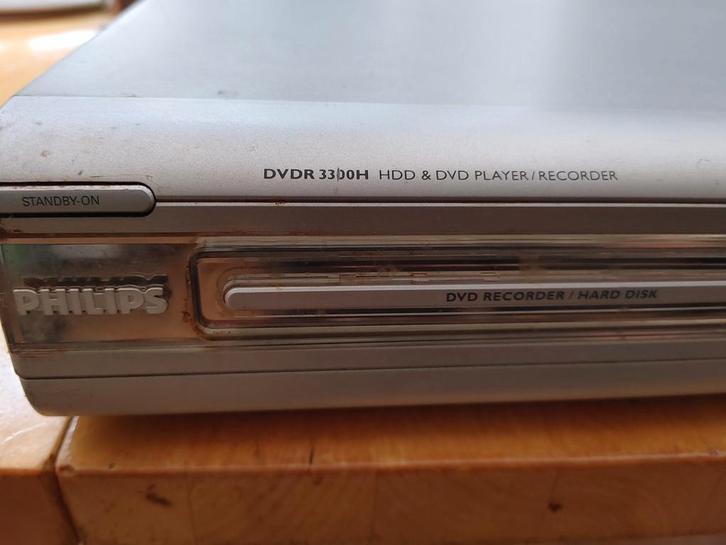 DVDR 3300H HDD & DVD PLAYER/RECORDER
STANDBY-ON
PHILIPS
DVD RECORDER / HARD DISK